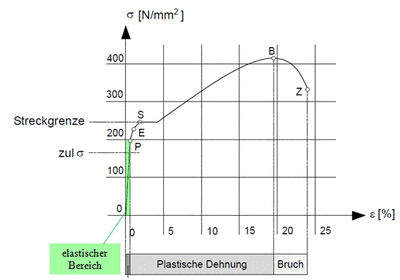 σ [N/mm²]
400
B
Z
300
Streckgrenze
S
E
200
P
zul σ
100
0
ε [%]
0
5
10
15
20
25
elastischer
Bereich
Plastische Dehnung
Bruch